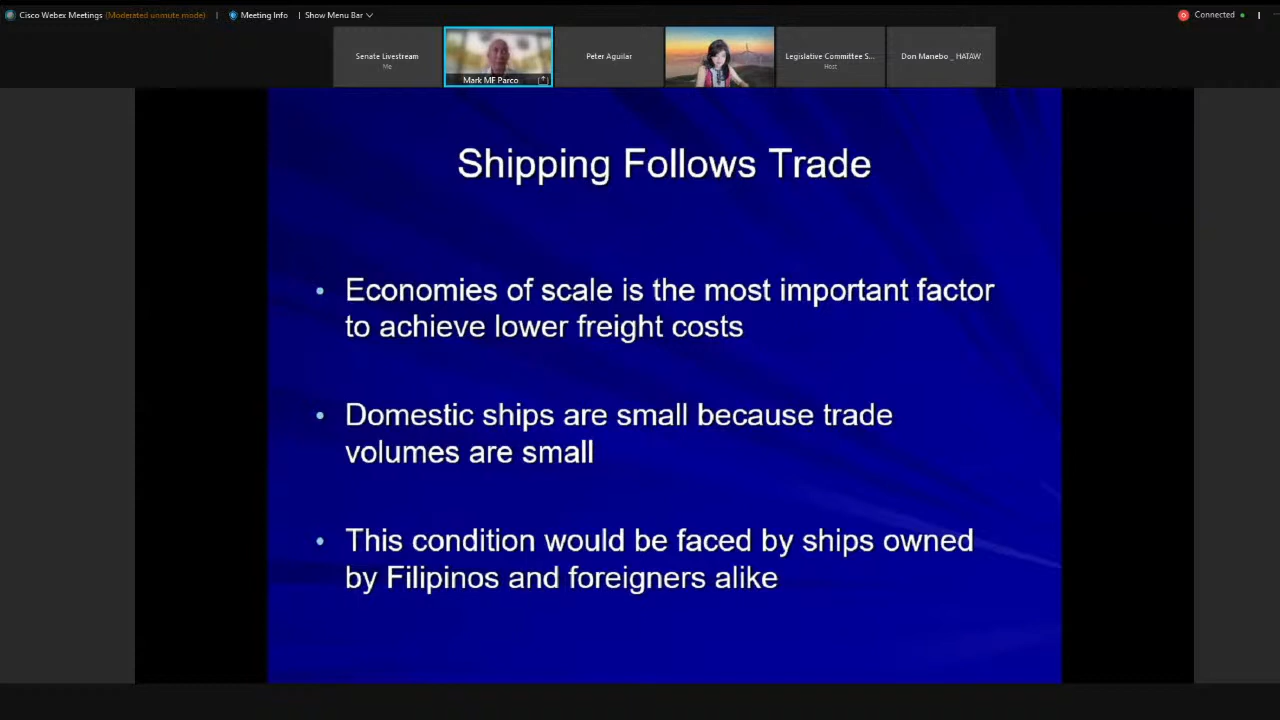 Cisco Webex Meetings (Moderated unmute mode) | Meeting Info | Show Menu Bar
Connected
Senate Livestream
Me
Mark MF Parco
Peter Aguilar
Legislative Committee S...
Host
Don Manebo _ HATAW
Shipping Follows Trade
• Economies of scale is the most important factor
to achieve lower freight costs
• Domestic ships are small because trade
volumes are small
• This condition would be faced by ships owned
by Filipinos and foreigners alike